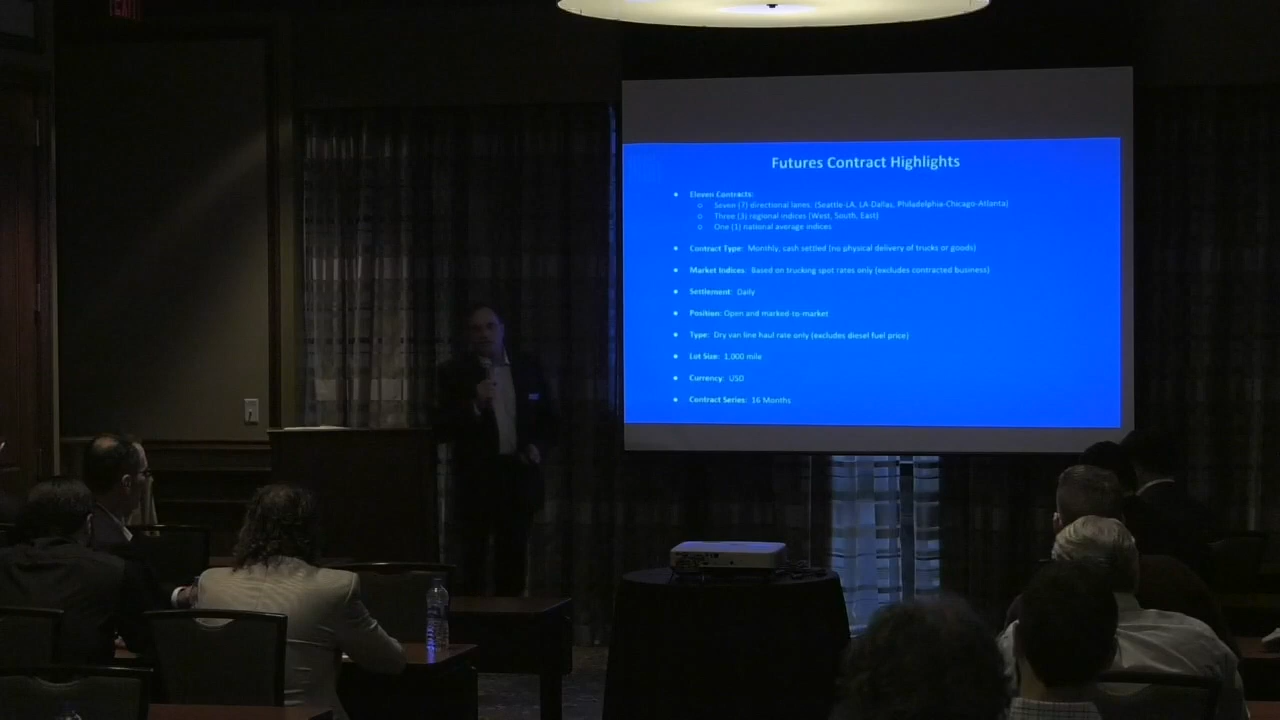 EXIT
Futures Contract Highlights
• Eleven Contracts:
○ Seven (7) directional lanes. (Seattle-LA, LA-Dallas, Philadelphia-Chicago-Atlanta)
○ Three (3) regional indices (West, South, East)
○ One (1) national average indices
• Contract Type: Monthly, cash settled (no physical delivery of trucks or goods)
• Market Indices: Based on trucking spot rates only (excludes contracted business)
• Settlement: Daily
• Position: Open and marked-to-market
• Type: Dry van line haul rate only (excludes diesel fuel price)
• Lot Size: 1,000 mile
• Currency: USD
• Contract Series: 16 Months